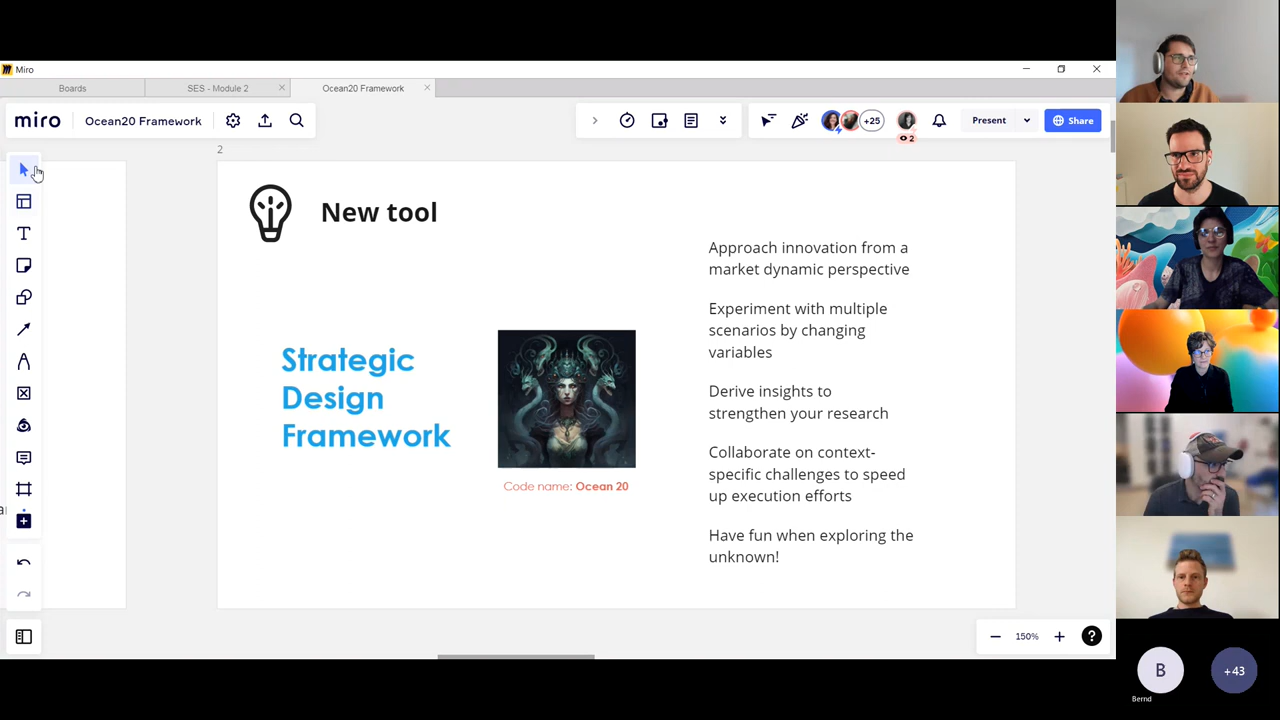 Miro
Boards
SES - Module 2
Ocean20 Framework
miro
Ocean20 Framework
+25
Present
Share
2
2
New tool
Approach innovation from a
market dynamic perspective
Experiment with multiple
scenarios by changing
variables
Strategic
Design
Framework
Derive insights to
strengthen your research
Collaborate on context-
specific challenges to speed
up execution efforts
Code name: Ocean 20
Have fun when exploring the
unknown!
150%
?
B
+43
Bernd